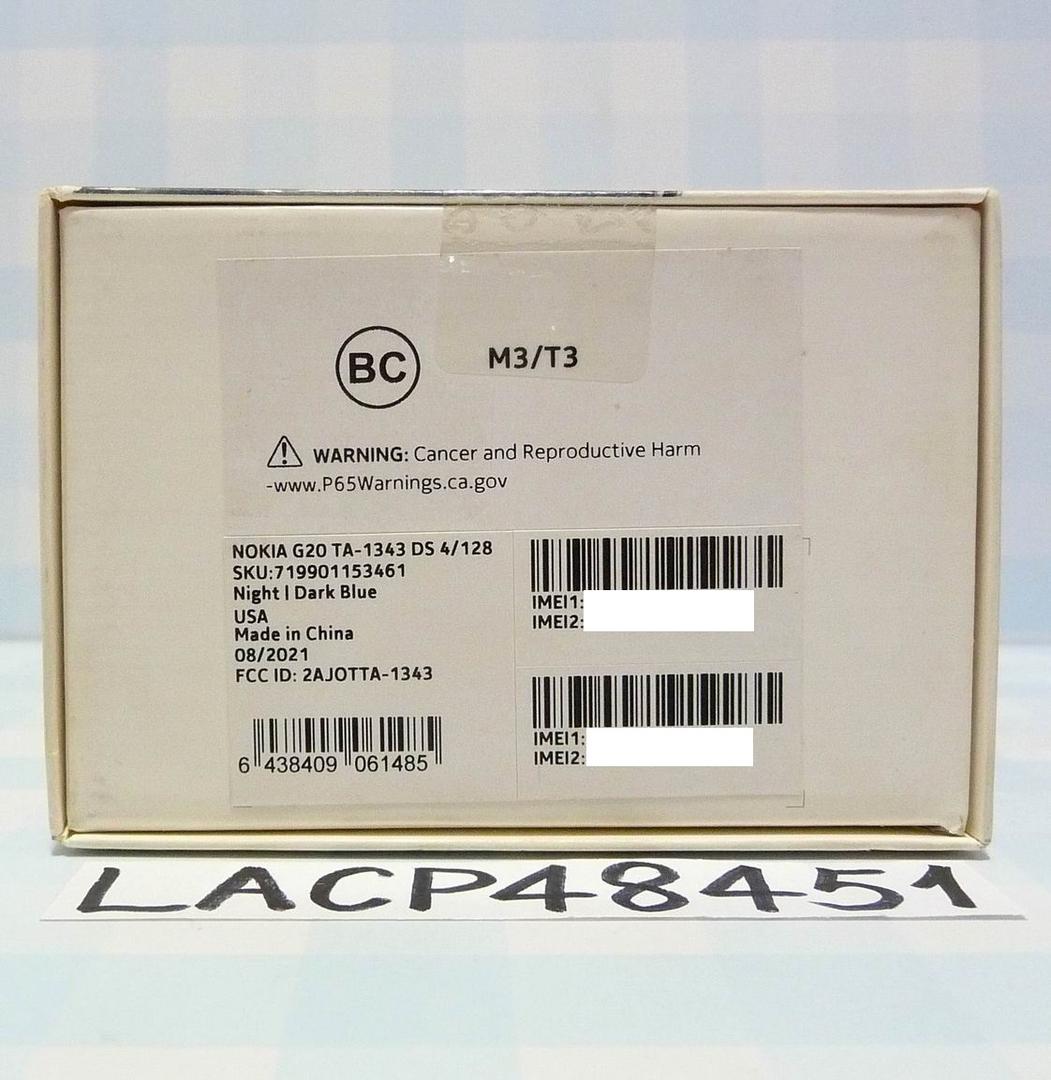 BC
M3/T3
WARNING: Cancer and Reproductive Harm
-www.P65Warnings.ca.gov
NOKIA G20 TA-1343 DS 4/128
SKU:719901153461
Night | Dark Blue
USA
Made in China
08/2021
FCC ID: 2AJOTTA-1343
6 438409 061485
IMEI1:
IMEI2:
IMEI1:
IMEI2:
LACP48451